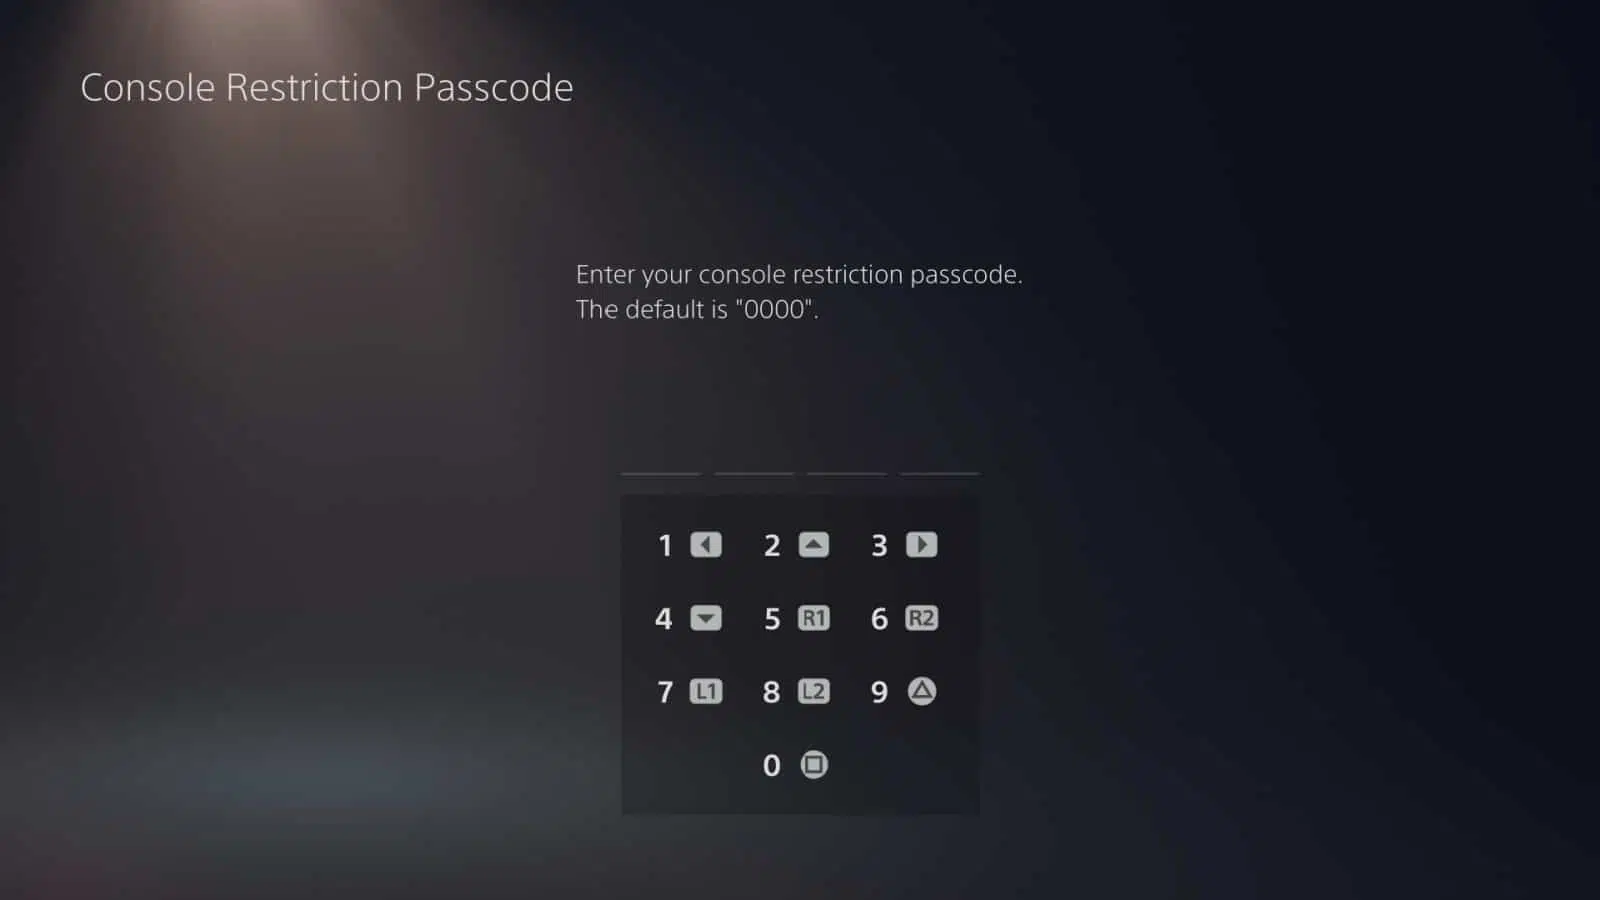 Console Restriction Passcode
Enter your console restriction passcode.
The default is "0000".
1 2 3
4 5 R1 6 R2
7 L1 8 L2 9
0